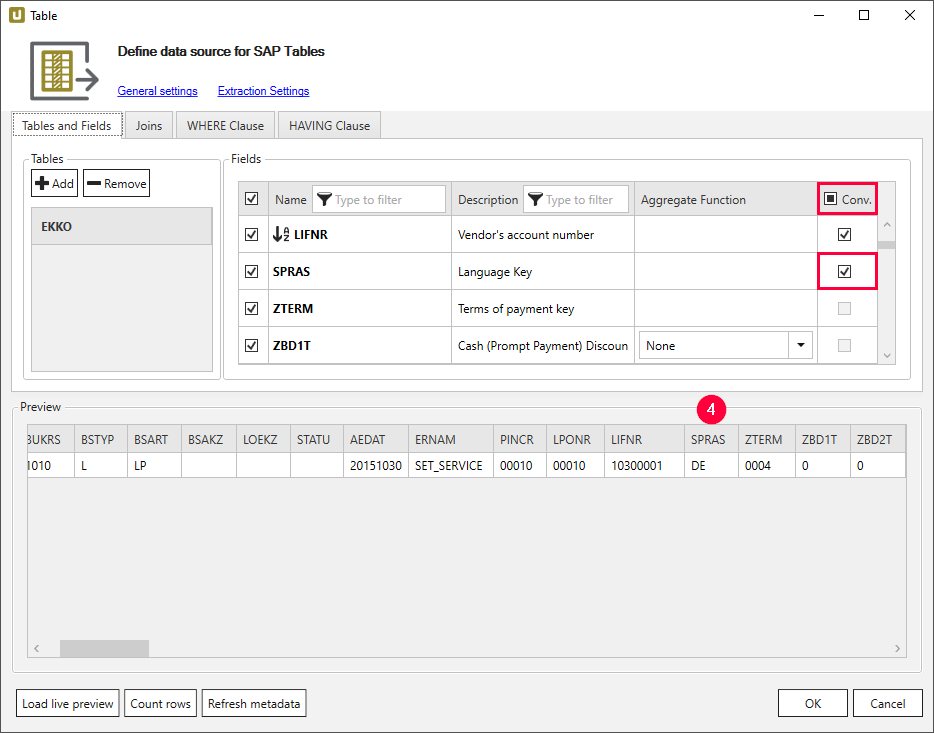 Table
Define data source for SAP Tables
General settings Extraction Settings
Tables and Fields Joins WHERE Clause HAVING Clause
Tables
Add Remove
EKKO
Fields
Name Type to filter Description Type to filter Aggregate Function Conv.
LIFNR Vendor's account number
SPRAS Language Key
ZTERM Terms of payment key
ZBD1T Cash (Prompt Payment) Discoun None
Preview
4
BUKRS BSTYP BSART BSAKZ LOEKZ STATU AEDAT ERNAM PINCR LPONR LIFNR SPRAS ZTERM ZBD1T ZBD2T
1010 L LP 20151030 SET_SERVICE 00010 00010 10300001 DE 0004 0 0
Load live preview Count rows Refresh metadata OK Cancel